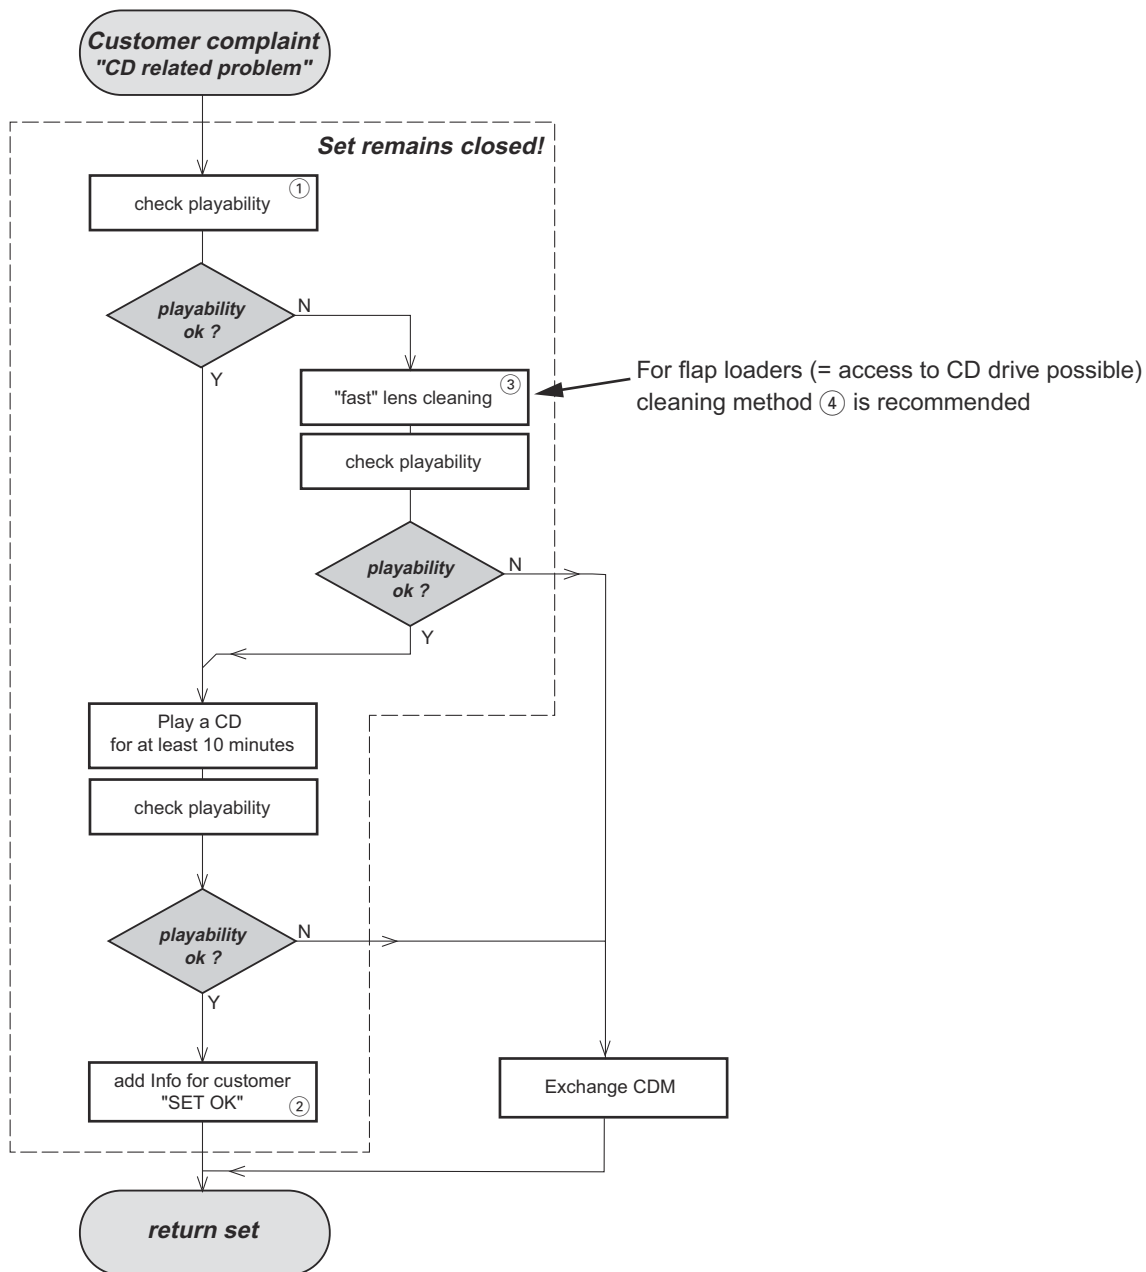 Customer complaint
"CD related problem"
Set remains closed!
check playability
①
playability
ok ?
N
Y
"fast" lens cleaning
③
For flap loaders (= access to CD drive possible)
cleaning method ④ is recommended
check playability
playability
ok ?
N
Y
Play a CD
for at least 10 minutes
check playability
playability
ok ?
N
Y
add Info for customer
"SET OK"
②
Exchange CDM
return set